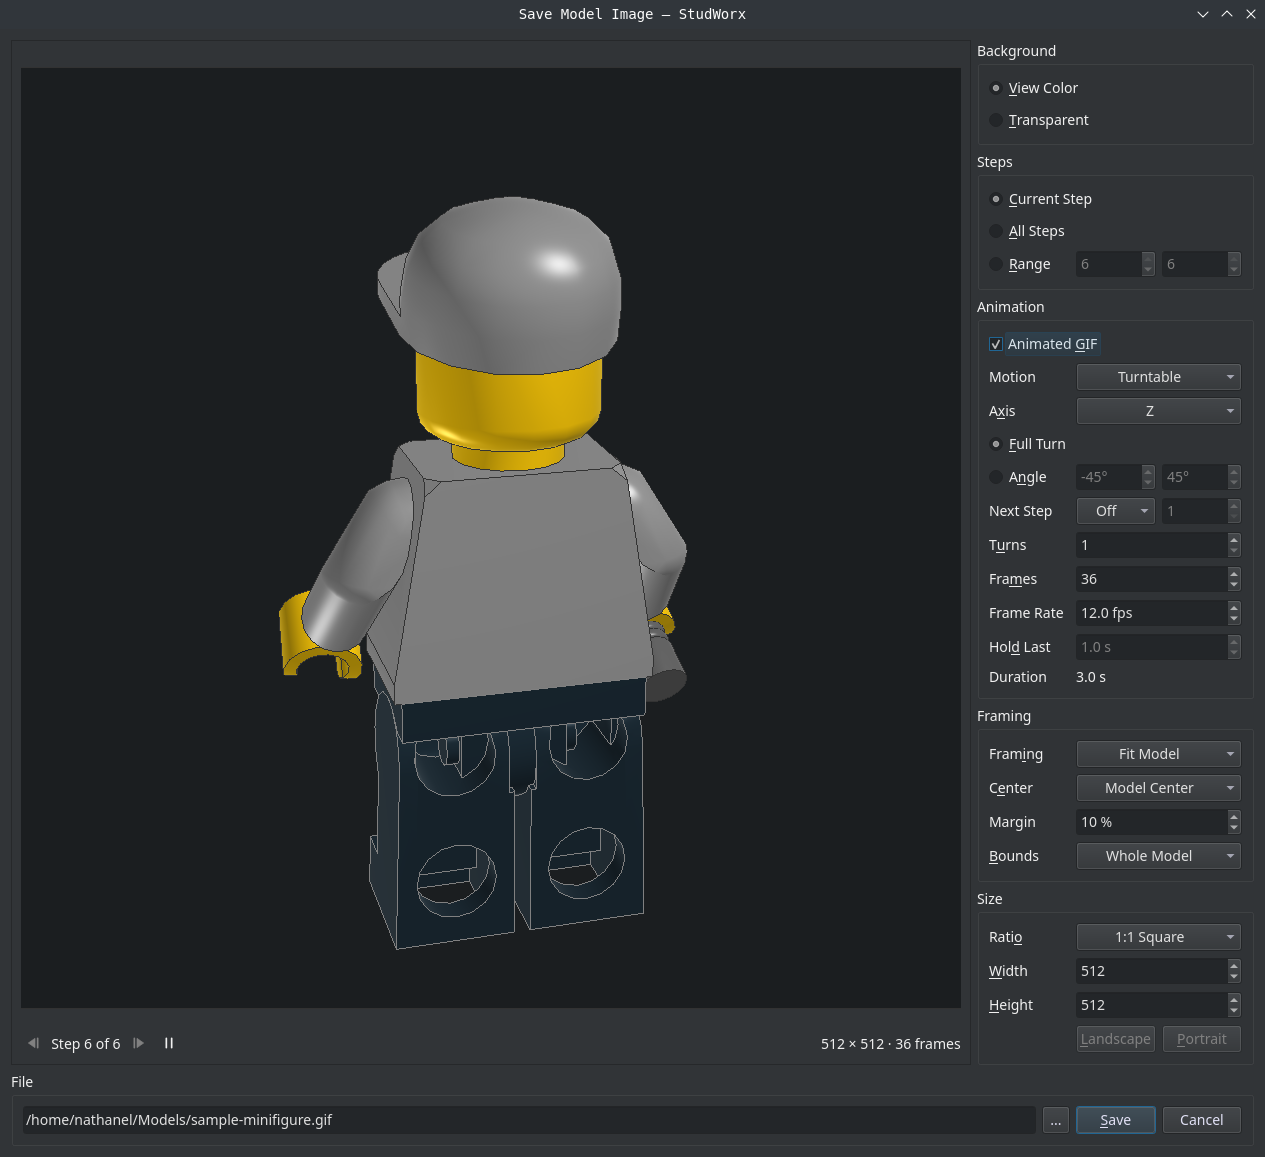 Save Model Image — StudWorx
Background
View Color
Transparent
Steps
Current Step
All Steps
Range 6 6
Animation
Animated GIF
Motion Turntable
Axis Z
Full Turn
Angle -45° 45°
Next Step Off 1
Turns 1
Frames 36
Frame Rate 12.0 fps
Hold Last 1.0 s
Duration 3.0 s
Framing
Framing Fit Model
Center Model Center
Margin 10 %
Bounds Whole Model
Size
Ratio 1:1 Square
Width 512
Height 512
Landscape Portrait
Step 6 of 6
512 × 512 · 36 frames
File
/home/nathanel/Models/sample-minifigure.gif ... Save Cancel